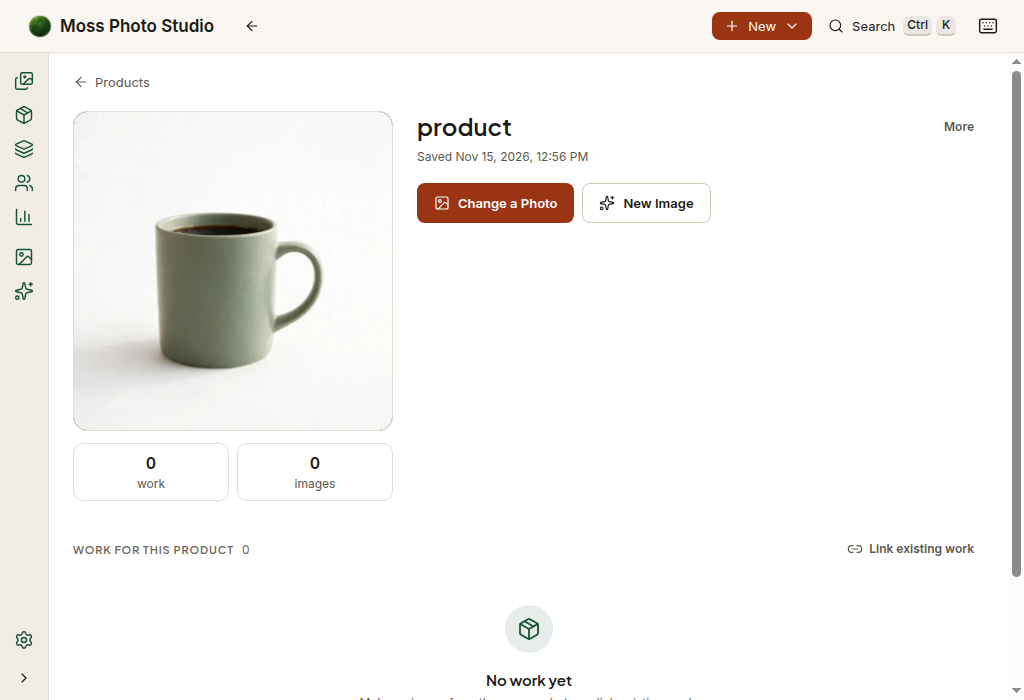 Moss Photo Studio
New
Search Ctrl K
Products
product
More
Saved Nov 15, 2026, 12:56 PM
Change a Photo
New Image
0
work
0
images
WORK FOR THIS PRODUCT 0
Link existing work
No work yet